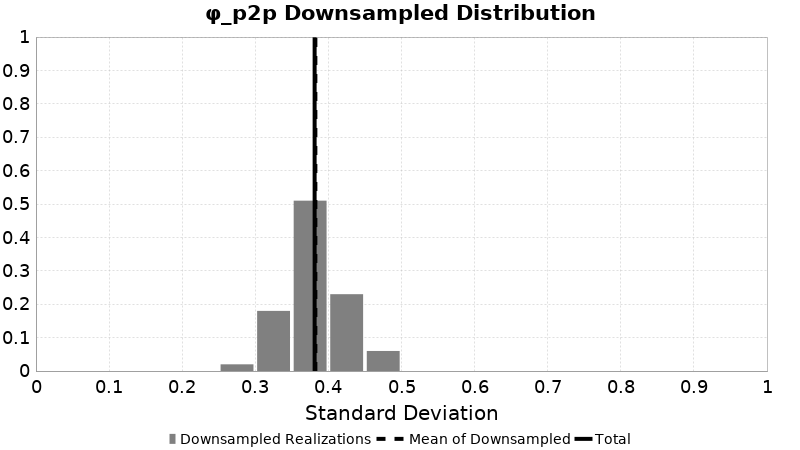 φ_p2p Downsampled Distribution
1
0.9
0.8
0.7
0.6
0.5
0.4
0.3
0.2
0.1
0
0 0.1 0.2 0.3 0.4 0.5 0.6 0.7 0.8 0.9 1
Standard Deviation
Downsampled Realizations Mean of Downsampled Total